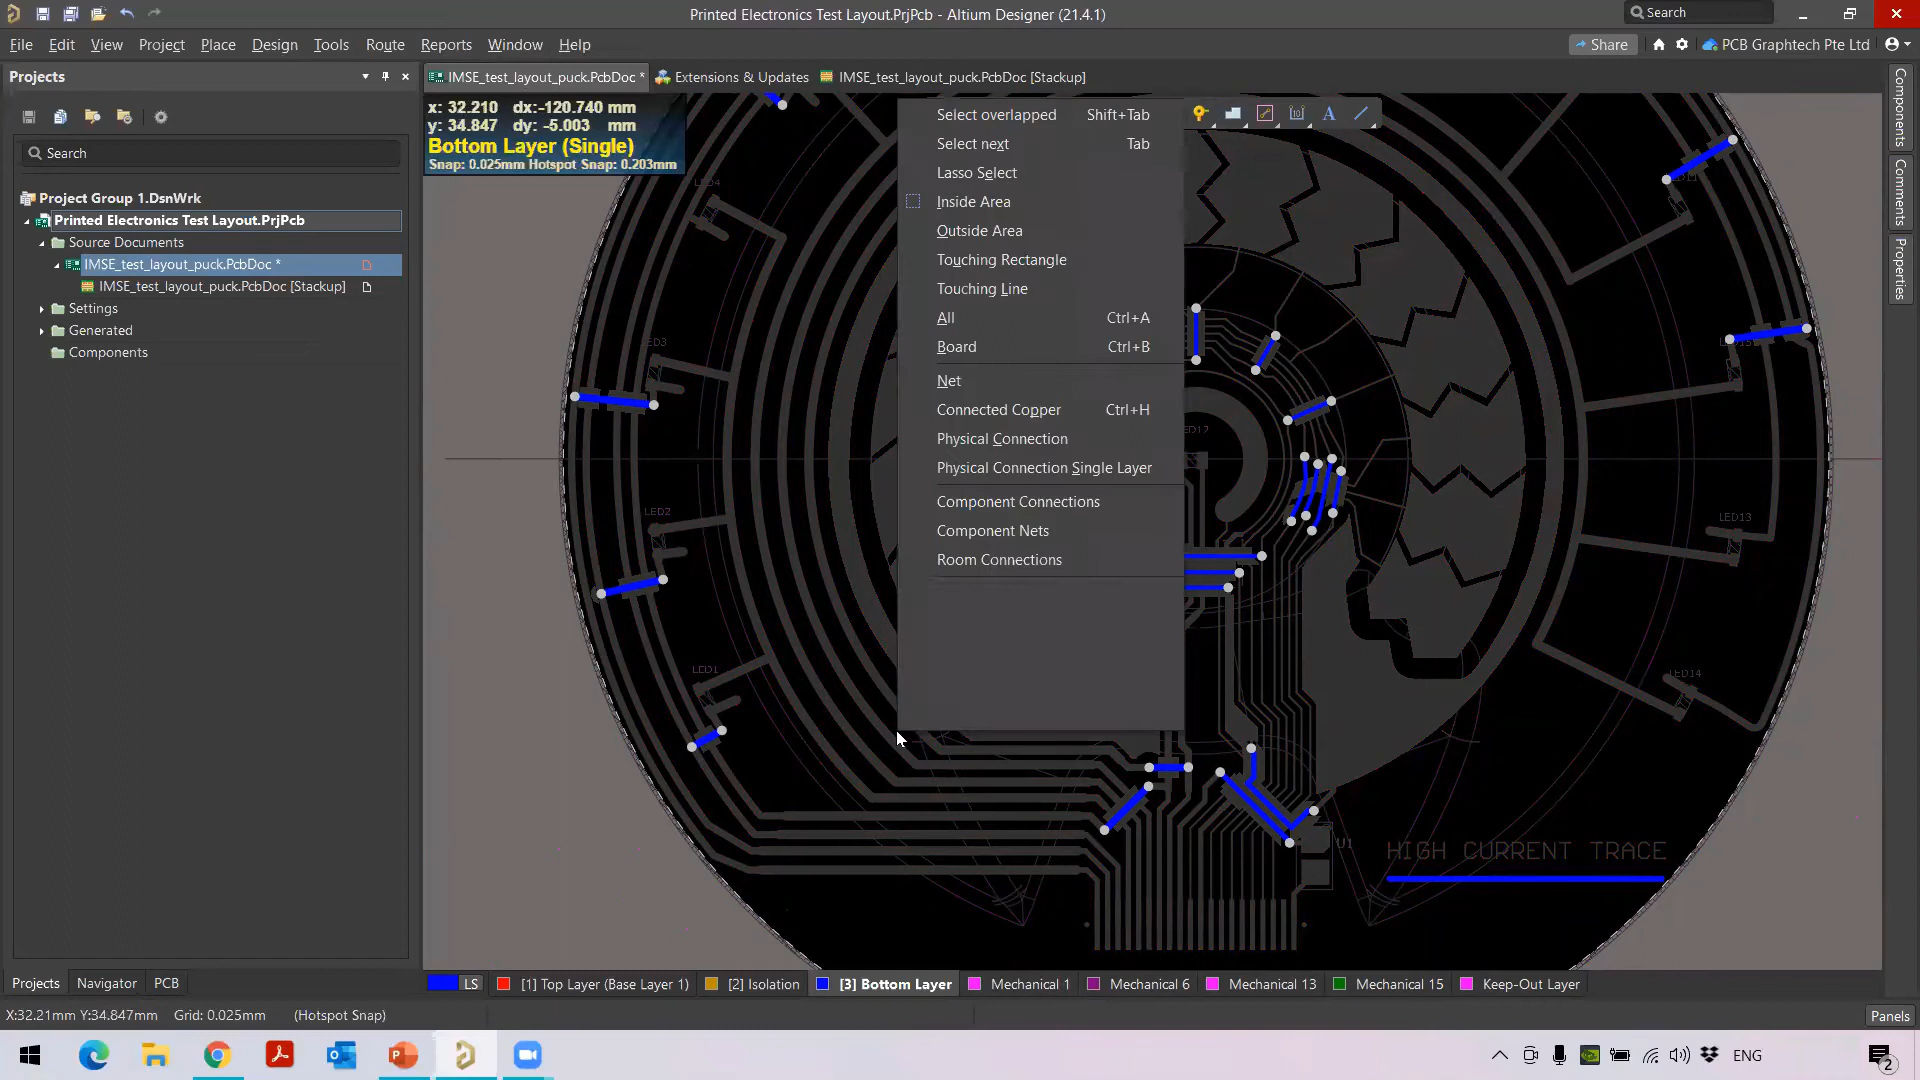 Printed Electronics Test Layout.PrjPcb - Altium Designer (21.4.1)
Search
File Edit View Project Place Design Tools Route Reports Window Help
Share
PCB Graphtech Pte Ltd
Projects
IMSE_test_layout_puck.PcbDoc *
Extensions & Updates
IMSE_test_layout_puck.PcbDoc [Stackup]
Search
Project Group 1.DsnWrk
Printed Electronics Test Layout.PrjPcb
Source Documents
IMSE_test_layout_puck.PcbDoc *
IMSE_test_layout_puck.PcbDoc [Stackup]
Settings
Generated
Components
x: 32.210 dx:-120.740 mm
y: 34.847 dy: -5.003 mm
Bottom Layer (Single)
Snap: 0.025mm Hotspot Snap: 0.203mm
Select overlapped Shift+Tab
Select next Tab
Lasso Select
Inside Area
Outside Area
Touching Rectangle
Touching Line
All Ctrl+A
Board Ctrl+B
Net
Connected Copper Ctrl+H
Physical Connection
Physical Connection Single Layer
Component Connections
Component Nets
Room Connections
A
Components
Comments
Properties
LED4
LED3
LED2
LED1
LED12
LED13
LED14
U1
HIGH CURRENT TRACE
Projects Navigator PCB
LS
[1] Top Layer (Base Layer 1)
[2] Isolation
[3] Bottom Layer
Mechanical 1
Mechanical 6
Mechanical 13
Mechanical 15
Keep-Out Layer
X:32.21mm Y:34.847mm Grid: 0.025mm (Hotspot Snap)
Panels
ENG
2